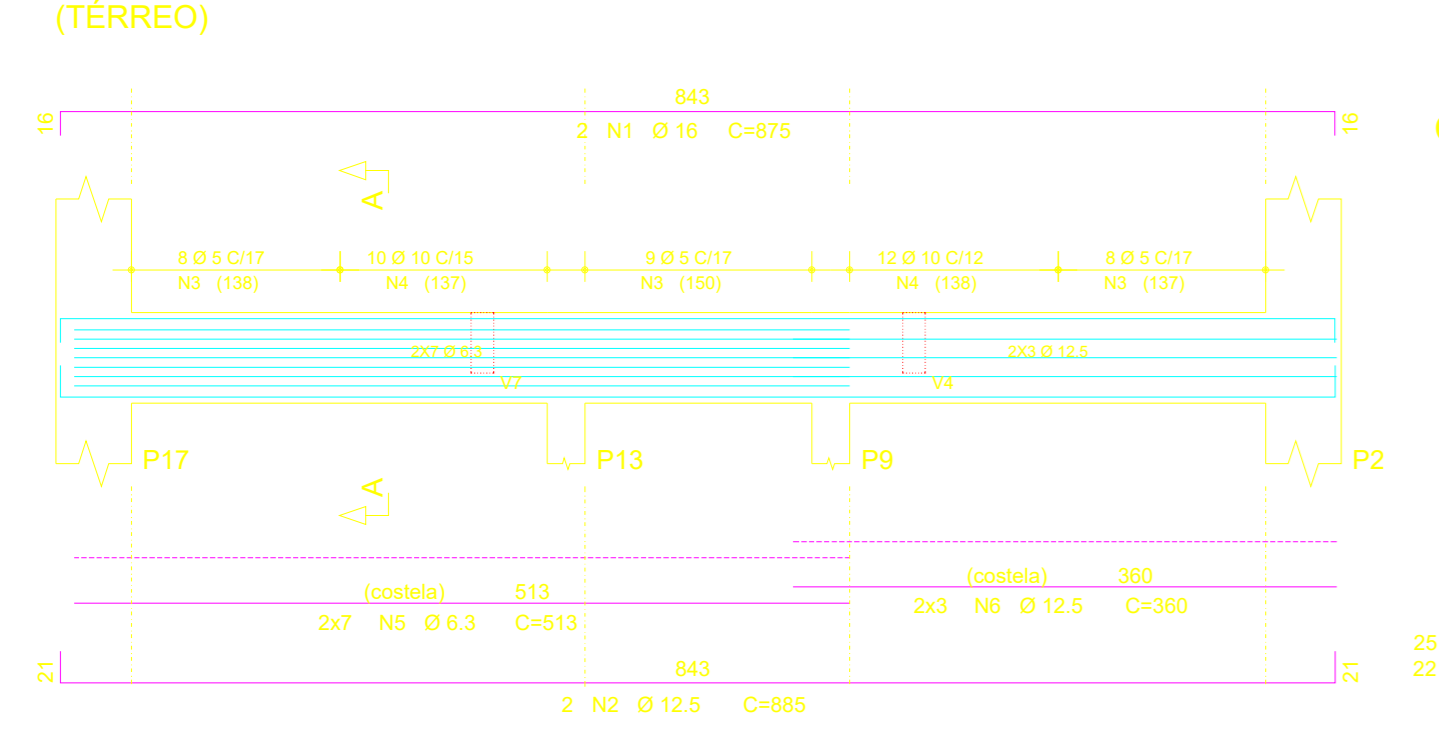 (TÉRREO)
843
16
16
2 N1 Ø 16 C=875
A
8 Ø 5 C/17
10 Ø 10 C/15
9 Ø 5 C/17
12 Ø 10 C/12
8 Ø 5 C/17
N3 (138)
N4 (137)
N3 (150)
N4 (138)
N3 (137)
2X7 Ø 6.3
2X3 Ø 12.5
V7
V4
P17
P13
P9
P2
A
(costela) 360
2x3 N6 Ø 12.5 C=360
(costela) 513
2x7 N5 Ø 6.3 C=513
25
22
843
21
21
2 N2 Ø 12.5 C=885